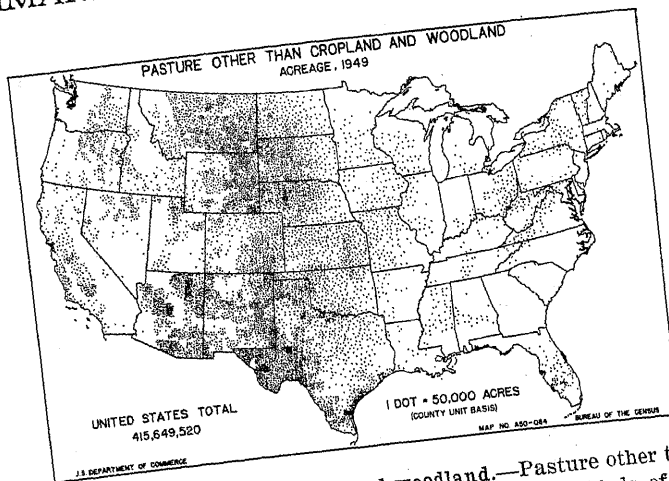 PASTURE OTHER THAN CROPLAND AND WOODLAND
ACREAGE, 1949
UNITED STATES TOTAL
415,649,520
1 DOT = 50,000 ACRES
(COUNTY UNIT BASIS)
U.S. DEPARTMENT OF COMMERCE
MAP NO. A50-084
BUREAU OF THE CENSUS
woodland.—Pasture other